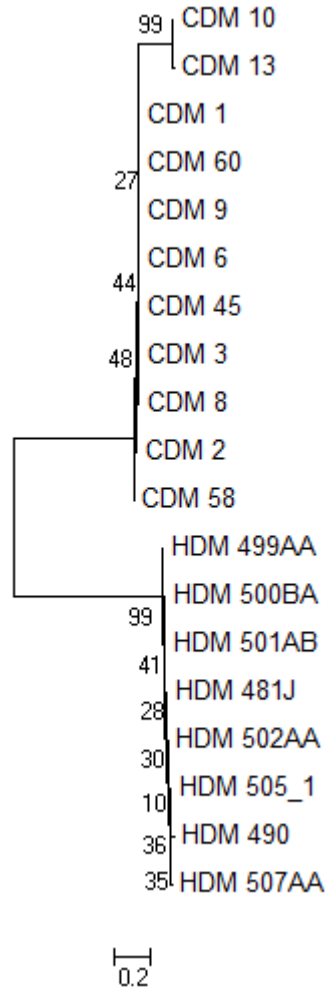 99
CDM 10
CDM 13
CDM 1
CDM 60
27
CDM 9
CDM 6
44
CDM 45
48
CDM 3
CDM 8
CDM 2
CDM 58
HDM 499AA
HDM 500BA
99
HDM 501AB
41
HDM 481J
28
HDM 502AA
30
HDM 505_1
10
HDM 490
36
35
HDM 507AA
0.2